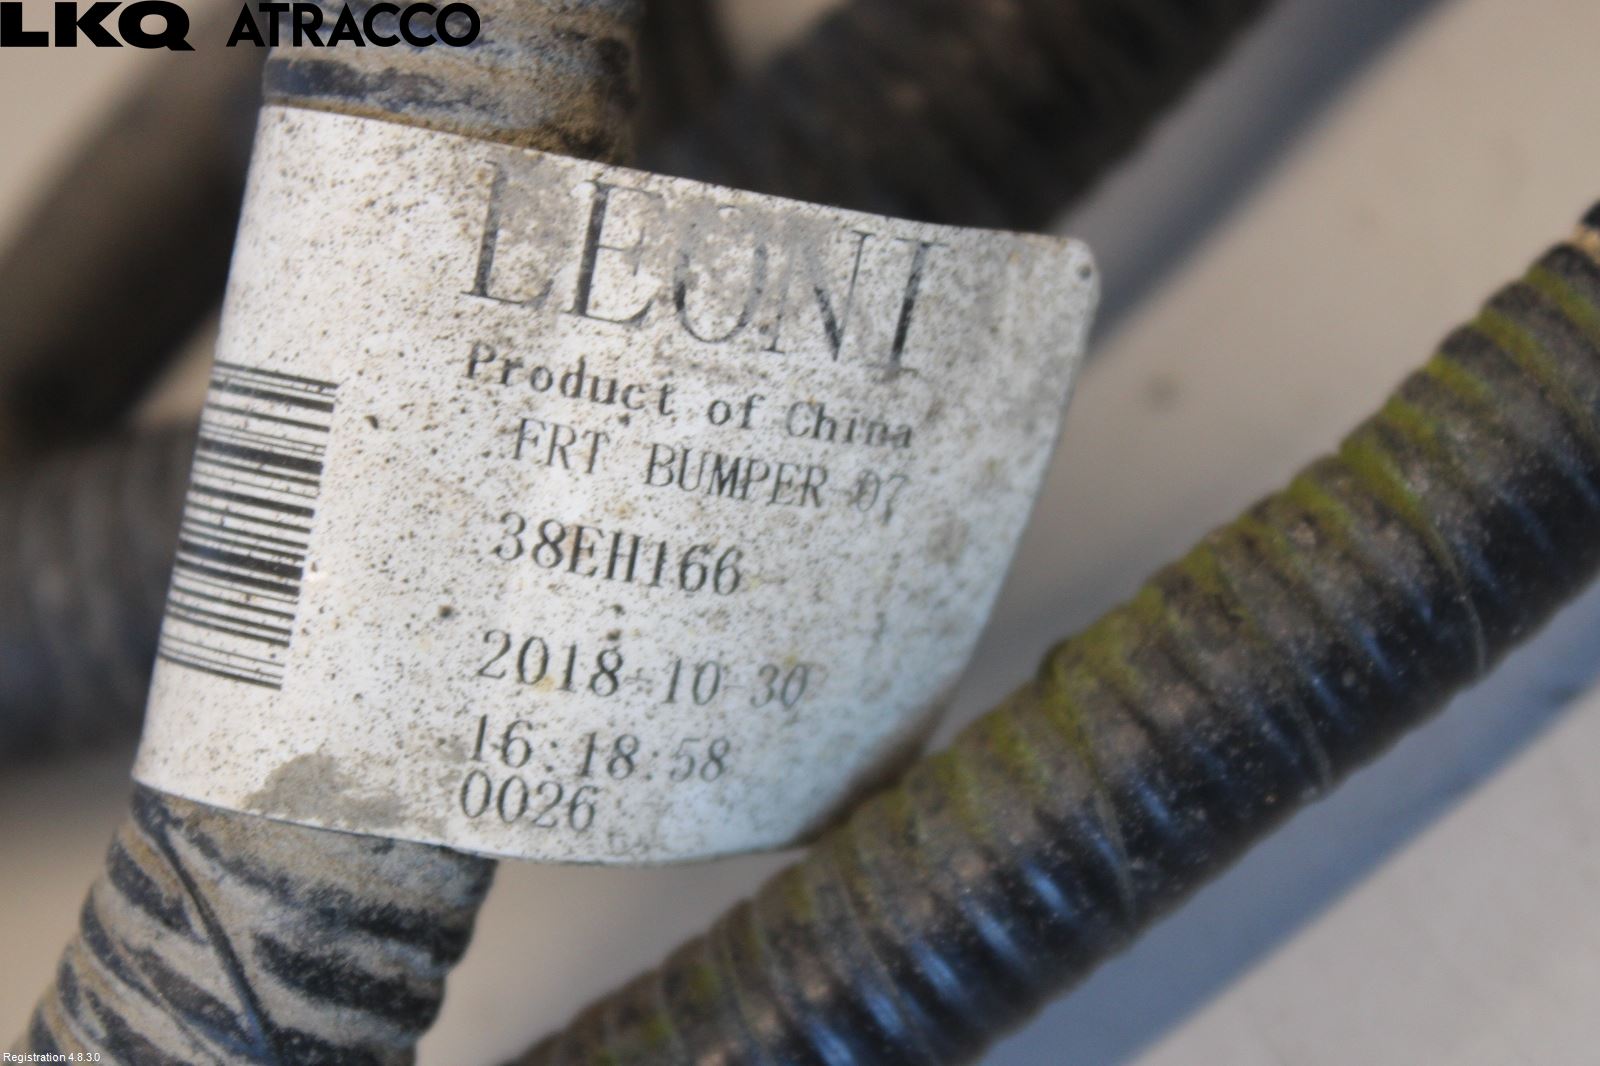 LKQ ATRACCO
LEONI
Product of China
FRT BUMPER 07
38EH166
2018-10-30
16:18:58
0026
Registration 4.8.3.0